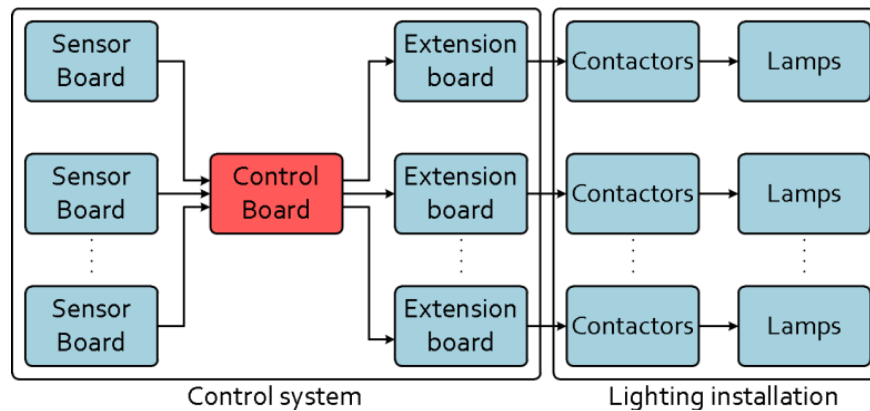 Sensor
Board
Extension
board
Contactors
Lamps
Sensor
Board
Control
Board
Extension
board
Contactors
Lamps
Sensor
Board
Extension
board
Contactors
Lamps
Control system
Lighting installation